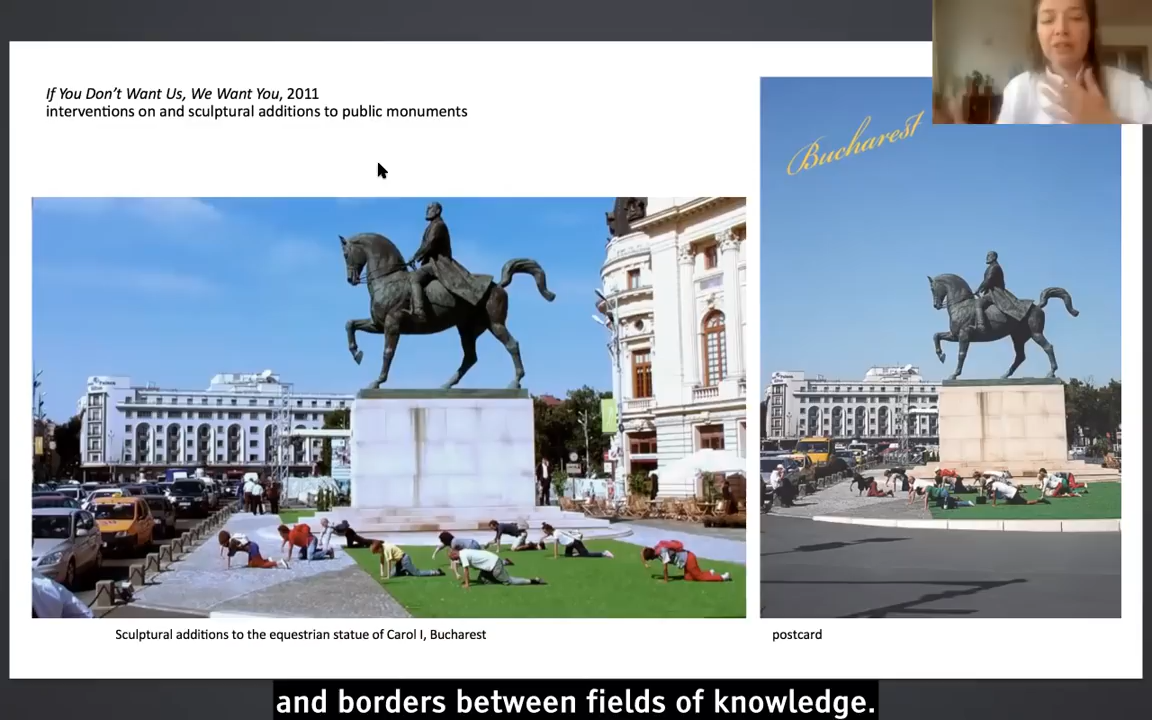 If You Don't Want Us, We Want You, 2011
interventions on and sculptural additions to public monuments
Bucharest
Sculptural additions to the equestrian statue of Carol I, Bucharest
postcard
and borders between fields of knowledge.